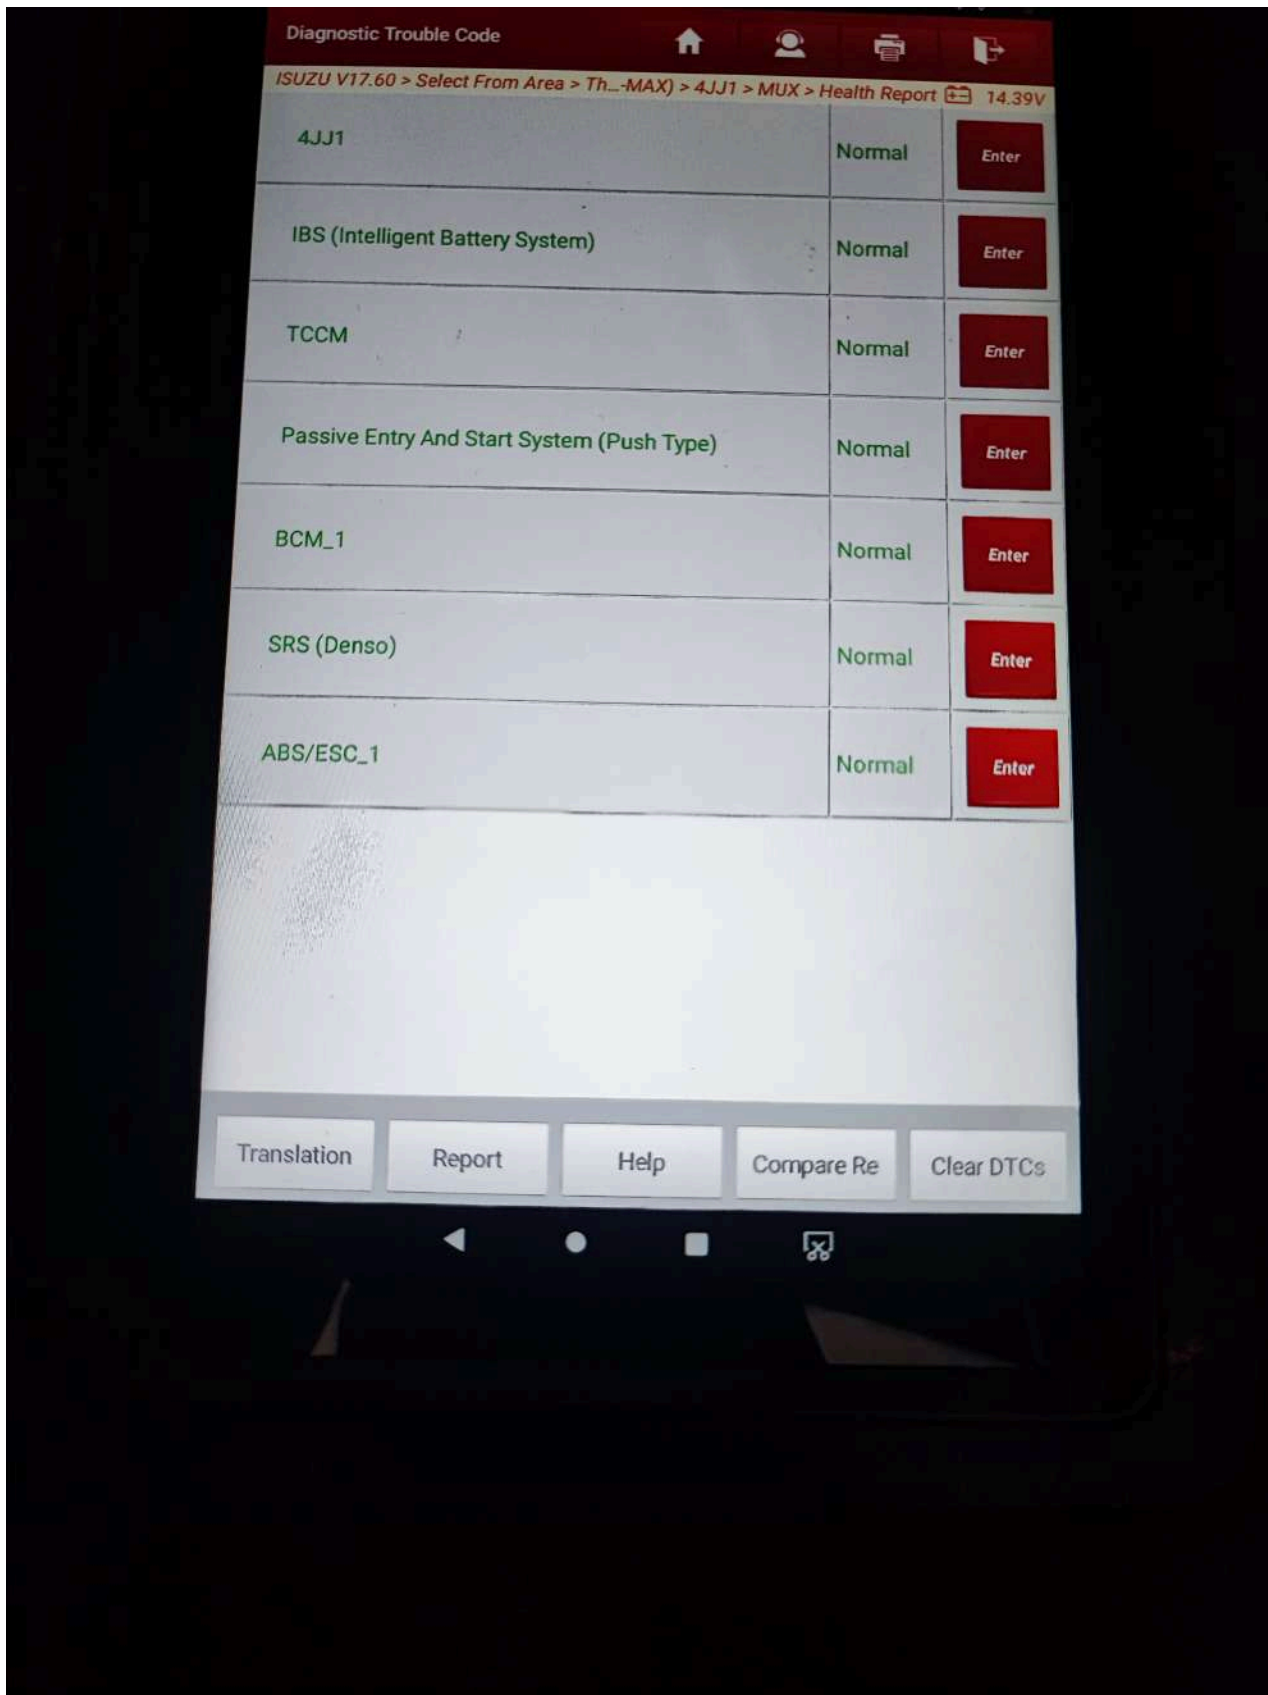 Diagnostic Trouble Code
ISUZU V17.60 > Select From Area > Th...-MAX) > 4JJ1 > MUX > Health Report 14.39V
4JJ1 Normal Enter
IBS (Intelligent Battery System) Normal Enter
TCCM Normal Enter
Passive Entry And Start System (Push Type) Normal Enter
BCM_1 Normal Enter
SRS (Denso) Normal Enter
ABS/ESC_1 Normal Enter
Translation Report Help Compare Re Clear DTCs